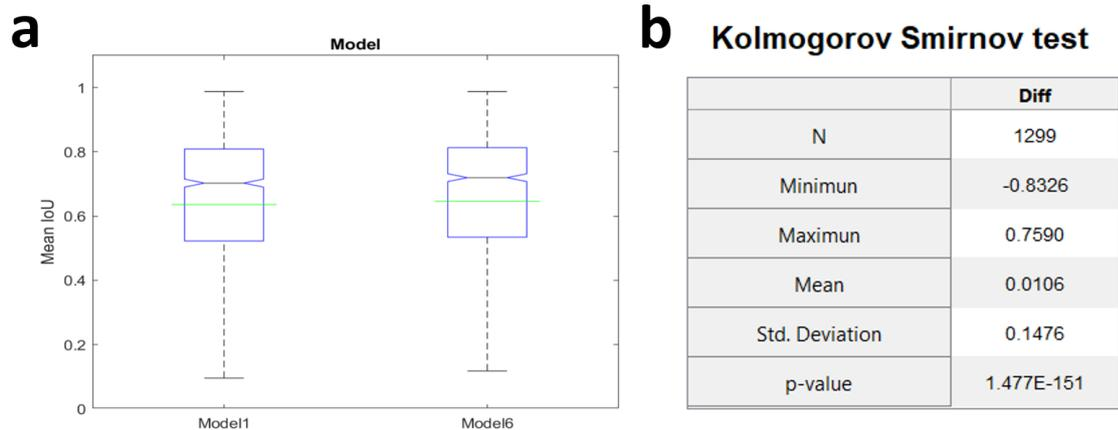 a
Model
Mean IoU
1
0.8
0.6
0.4
0.2
0
Model1 Model6
b
Kolmogorov Smirnov test
Diff
N 1299
Minimun -0.8326
Maximun 0.7590
Mean 0.0106
Std. Deviation 0.1476
p-value 1.477E-151